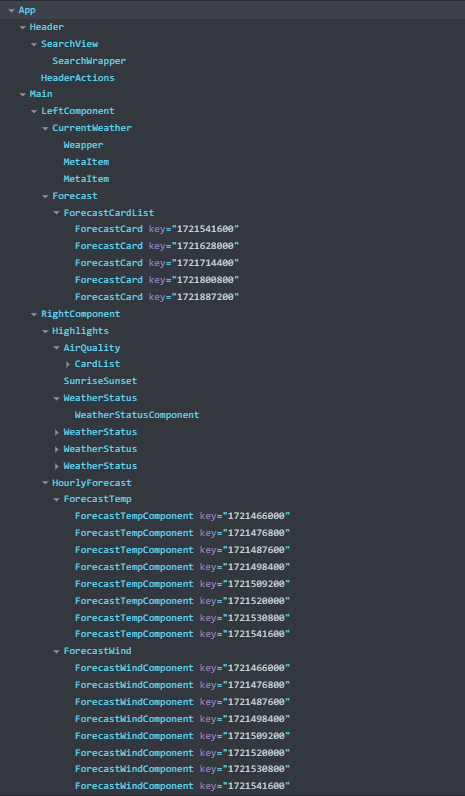 App
Header
SearchView
SearchWrapper
HeaderActions
Main
LeftComponent
CurrentWeather
Weapper
MetaItem
MetaItem
Forecast
ForecastCardList
ForecastCard key="1721541600"
ForecastCard key="1721628000"
ForecastCard key="1721714400"
ForecastCard key="1721800800"
ForecastCard key="1721887200"
RightComponent
Highlights
AirQuality
CardList
SunriseSunset
WeatherStatus
WeatherStatusComponent
WeatherStatus
WeatherStatus
WeatherStatus
HourlyForecast
ForecastTemp
ForecastTempComponent key="1721466000"
ForecastTempComponent key="1721476800"
ForecastTempComponent key="1721487600"
ForecastTempComponent key="1721498400"
ForecastTempComponent key="1721509200"
ForecastTempComponent key="1721520000"
ForecastTempComponent key="1721530800"
ForecastTempComponent key="1721541600"
ForecastWind
ForecastWindComponent key="1721466000"
ForecastWindComponent key="1721476800"
ForecastWindComponent key="1721487600"
ForecastWindComponent key="1721498400"
ForecastWindComponent key="1721509200"
ForecastWindComponent key="1721520000"
ForecastWindComponent key="1721530800"
ForecastWindComponent key="1721541600"